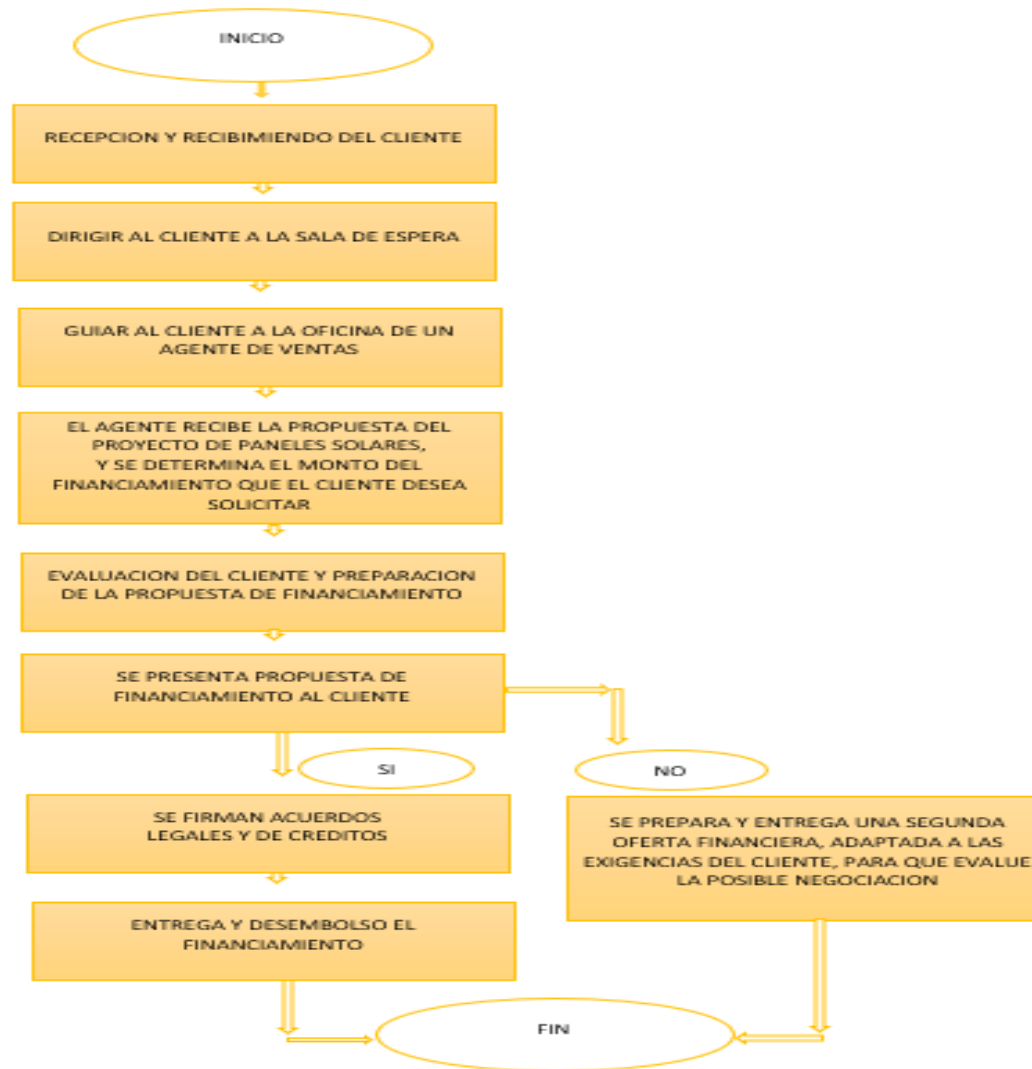 INICIO
RECEPCION Y RECIBIMIENDO DEL CLIENTE
DIRIGIR AL CLIENTE A LA SALA DE ESPERA
GUIAR AL CLIENTE A LA OFICINA DE UN
AGENTE DE VENTAS
EL AGENTE RECIBE LA PROPUESTA DEL
PROYECTO DE PANELES SOLARES,
Y SE DETERMINA EL MONTO DEL
FINANCIAMIENTO QUE EL CLIENTE DESEA
SOLICITAR
EVALUACION DEL CLIENTE Y PREPARACION
DE LA PROPUESTA DE FINANCIAMIENTO
SE PRESENTA PROPUESTA DE
FINANCIAMIENTO AL CLIENTE
SI
NO
SE FIRMAN ACUERDOS
LEGALES Y DE CREDITOS
SE PREPARA Y ENTREGA UNA SEGUNDA
OFERTA FINANCIERA, ADAPTADA A LAS
EXIGENCIAS DEL CLIENTE, PARA QUE EVALUE
LA POSIBLE NEGOCIACION
ENTREGA Y DESEMBOLSO EL
FINANCIAMIENTO
FIN